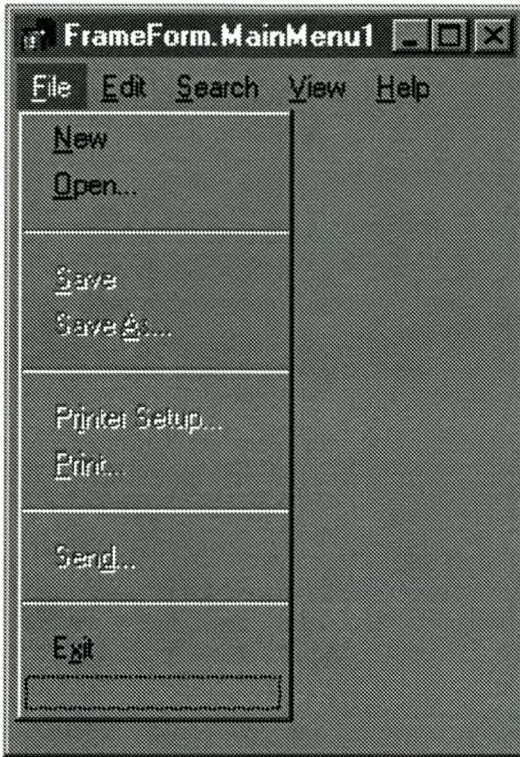 FrameForm.MainMenu1
File Edit Search View Help
New
Open...
Save
Save As...
Printer Setup...
Print...
Send...
Exit